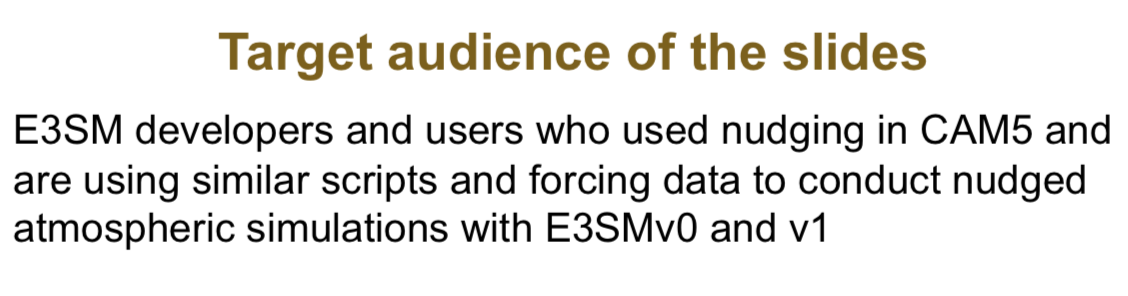 Target audience of the slides
E3SM developers and users who used nudging in CAM5 and
are using similar scripts and forcing data to conduct nudged
atmospheric simulations with E3SMv0 and v1